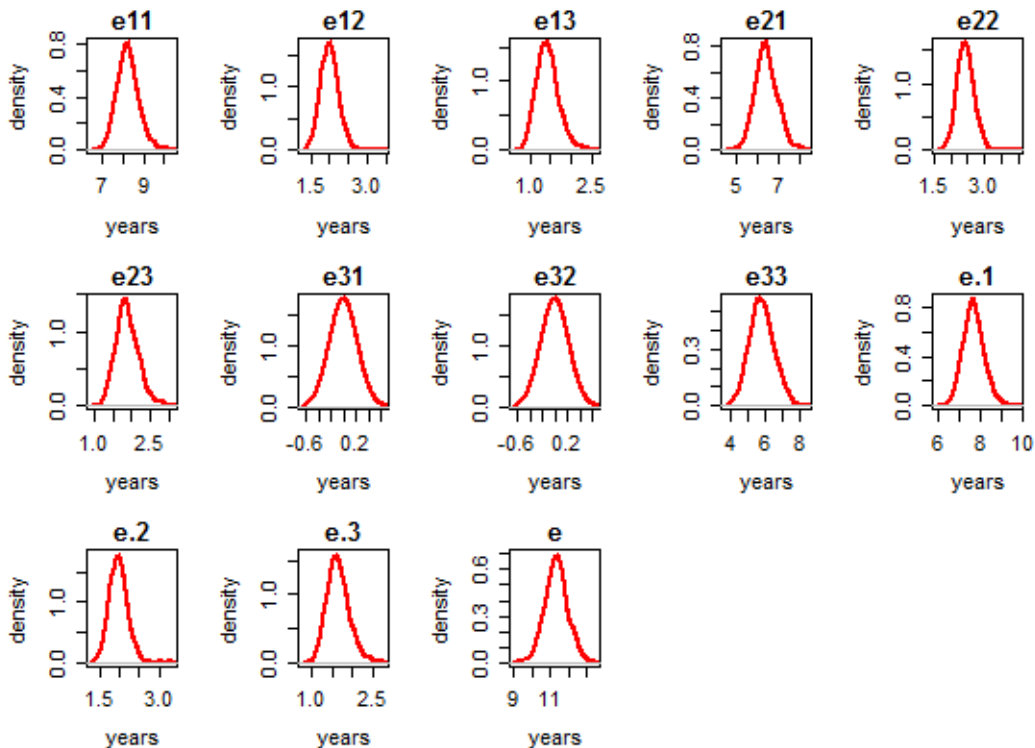 e11 e12 e13 e21 e22
density density density density density
0.0 0.4 0.8 0.0 1.0 0.0 1.0 0.0 0.4 0.8 0.0 1.0
7 9 1.5 3.0 1.0 2.5 5 7 1.5 3.0
years years years years years
e23 e31 e32 e33 e.1
density density density density density
0.0 1.0 0.0 1.0 0.0 1.0 0.0 0.3 0.0 0.4 0.8
1.0 2.5 -0.6 0.2 -0.6 0.2 4 6 8 6 8 10
years years years years years
e.2 e.3 e
density density density
0.0 1.0 0.0 1.0 0.0 0.3 0.6
1.5 3.0 1.0 2.5 9 11
years years years